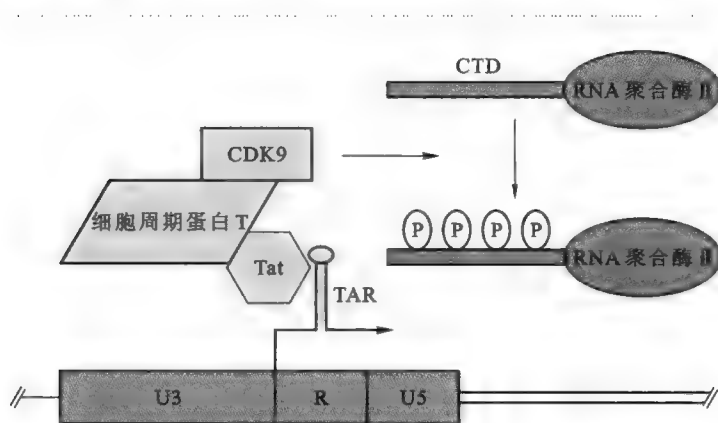 CTD
RNA 聚合酶 II
CDK9
细胞周期蛋白 T
P P P P
RNA 聚合酶 II
Tat
TAR
U3 R U5